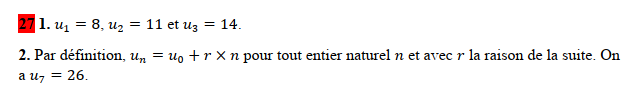 27 1. u₁ = 8, u₂ = 11 et u₃ = 14.
2. Par définition, uₙ = u₀ + r × n pour tout entier naturel n et avec r la raison de la suite. On
a u₇ = 26.